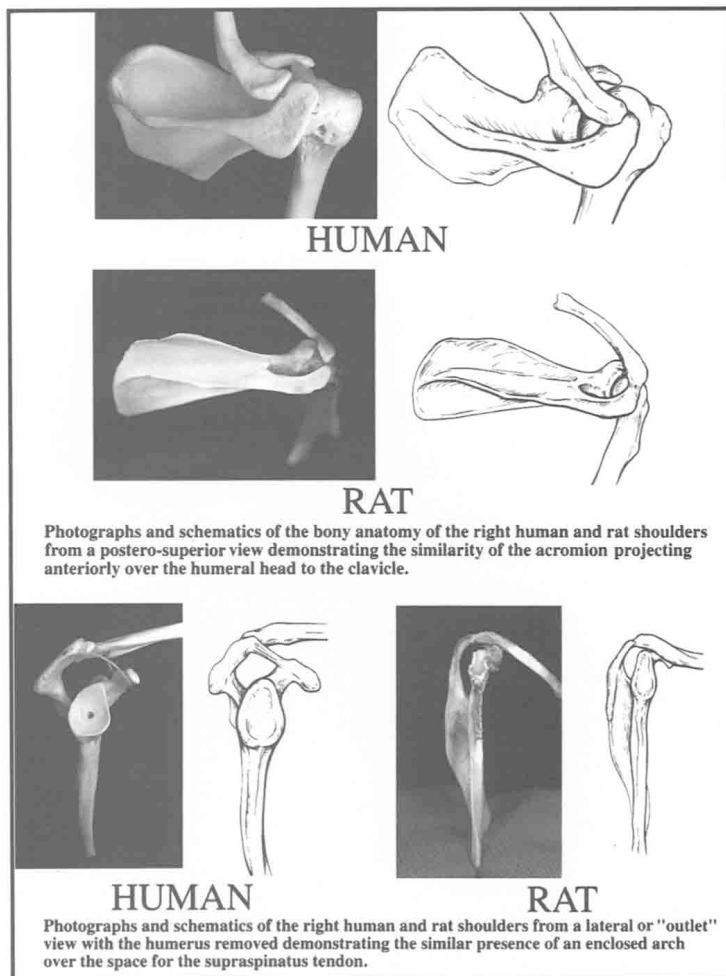 HUMAN
RAT
Photographs and schematics of the bony anatomy of the right human and rat shoulders
from a postero-superior view demonstrating the similarity of the acromion projecting
anteriorly over the humeral head to the clavicle.
HUMAN
RAT
Photographs and schematics of the right human and rat shoulders from a lateral or "outlet"
view with the humerus removed demonstrating the similar presence of an enclosed arch
over the space for the supraspinatus tendon.